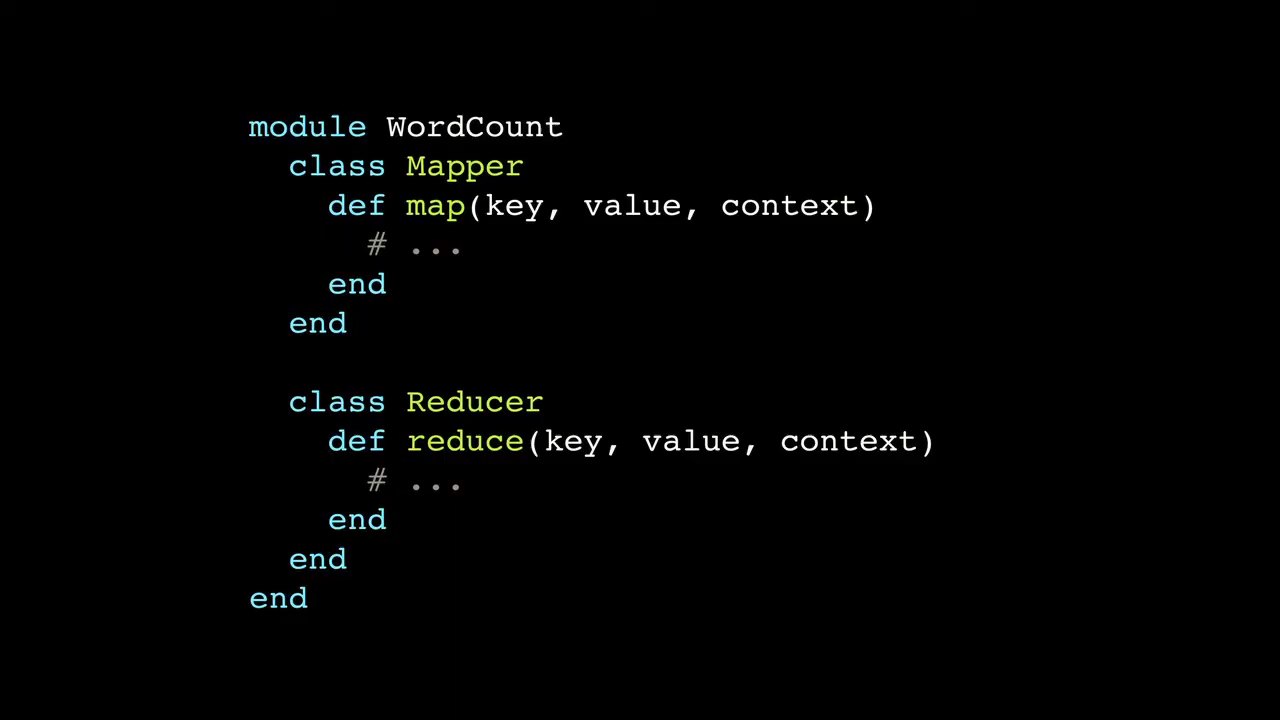 module WordCount
  class Mapper
    def map(key, value, context)
      # ...
    end
  end

  class Reducer
    def reduce(key, value, context)
      # ...
    end
  end
end